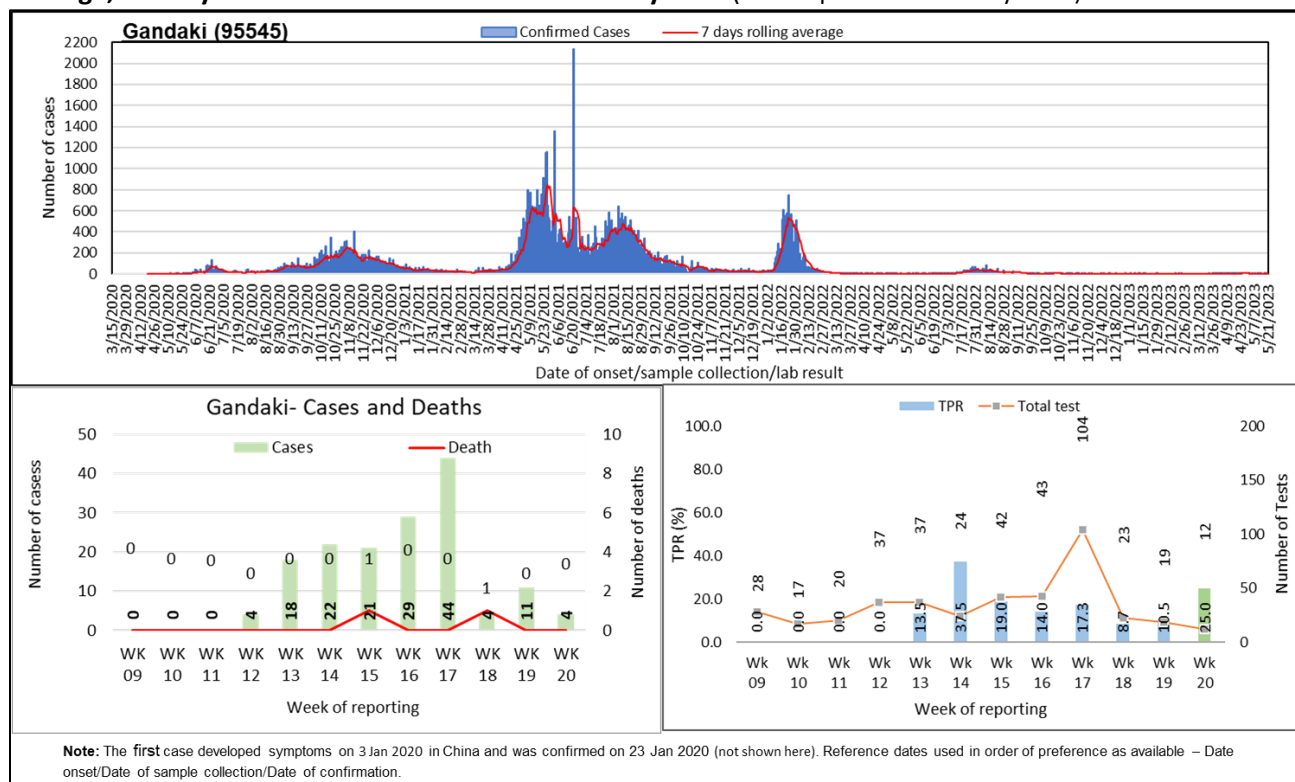 Gandaki (95545)
Confirmed Cases 7 days rolling average
Number of cases
2200
2000
1800
1600
1400
1200
1000
800
600
400
200
0
3/15/2020 3/29/2020 4/12/2020 4/26/2020 5/10/2020 5/24/2020 6/7/2020 6/21/2020 7/5/2020 7/19/2020 8/2/2020 8/16/2020 8/30/2020 9/13/2020 9/27/2020 10/11/2020 10/25/2020 11/8/2020 11/22/2020 12/6/2020 12/20/2020 1/3/2021 1/17/2021 1/31/2021 2/14/2021 2/28/2021 3/14/2021 3/28/2021 4/11/2021 4/25/2021 5/9/2021 5/23/2021 6/6/2021 6/20/2021 7/4/2021 7/18/2021 8/1/2021 8/15/2021 8/29/2021 9/12/2021 9/26/2021 10/10/2021 10/24/2021 11/7/2021 11/21/2021 12/5/2021 12/19/2021 1/2/2022 1/16/2022 1/30/2022 2/13/2022 2/27/2022 3/13/2022 3/27/2022 4/10/2022 4/24/2022 5/8/2022 5/22/2022 6/5/2022 6/19/2022 7/3/2022 7/17/2022 7/31/2022 8/14/2022 8/28/2022 9/11/2022 9/25/2022 10/9/2022 10/23/2022 11/6/2022 11/20/2022 12/4/2022 12/18/2022 1/1/2023 1/15/2023 1/29/2023 2/12/2023 2/26/2023 3/12/2023 3/26/2023 4/9/2023 4/23/2023 5/7/2023 5/21/2023
Date of onset/sample collection/lab result
Gandaki- Cases and Deaths
Cases Death
Number of casess
50
40
30
20
10
0
10
8
6
4
2
0
Number of deaths
0 0 0 0 0 0 1 0 0 1 0 0
0 0 0 4 18 22 21 29 44 4 11 4
WK WK WK WK WK WK WK WK WK WK WK WK
09 10 11 12 13 14 15 16 17 18 19 20
Week of reporting
TPR Total test
TPR (%)
100.0
80.0
60.0
40.0
20.0
0.0
200
150
100
50
0
Number of Tests
28 17 20 37 37 24 42 43 104 23 19 12
0.0 0.0 0.0 0.0 13.5 37.5 19.0 14.0 17.3 8.7 10.5 25.0
Wk Wk Wk Wk Wk Wk Wk Wk Wk Wk Wk Wk
09 10 11 12 13 14 15 16 17 18 19 20
Week of reporting
Note: The first case developed symptoms on 3 Jan 2020 in China and was confirmed on 23 Jan 2020 (not shown here). Reference dates used in order of preference as available – Date
onset/Date of sample collection/Date of confirmation.